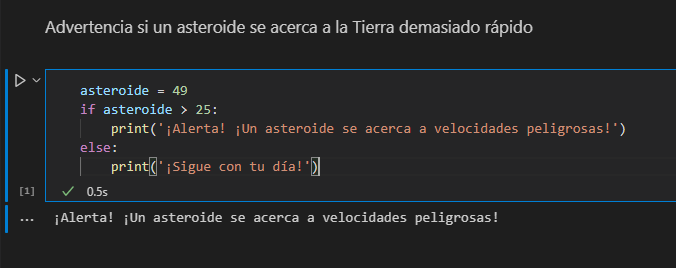 Advertencia si un asteroide se acerca a la Tierra demasiado rápido
asteroide = 49
if asteroide > 25:
    print('¡Alerta! ¡Un asteroide se acerca a velocidades peligrosas!')
else:
    print('¡Sigue con tu día!')
[1]
0.5s
... ¡Alerta! ¡Un asteroide se acerca a velocidades peligrosas!